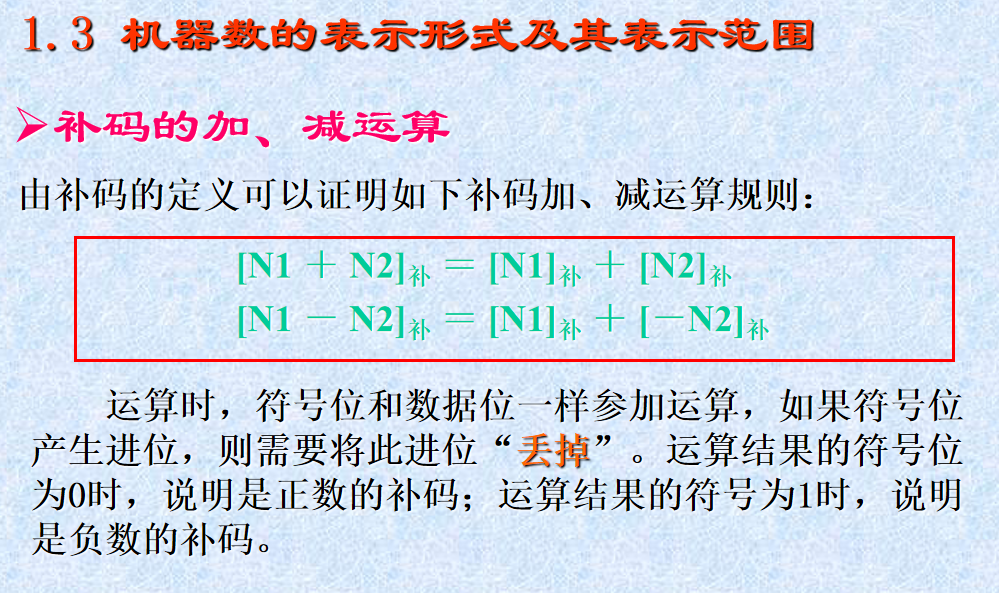 1.3 机器数的表示形式及其表示范围
➢补码的加、减运算
由补码的定义可以证明如下补码加、减运算规则：
[N1 ＋ N2]补 ＝ [N1]补 ＋ [N2]补
[N1 － N2]补 ＝ [N1]补 ＋ [－N2]补
运算时，符号位和数据位一样参加运算，如果符号位
产生进位，则需要将此进位“丢掉”。运算结果的符号位
为0时，说明是正数的补码；运算结果的符号为1时，说明
是负数的补码。